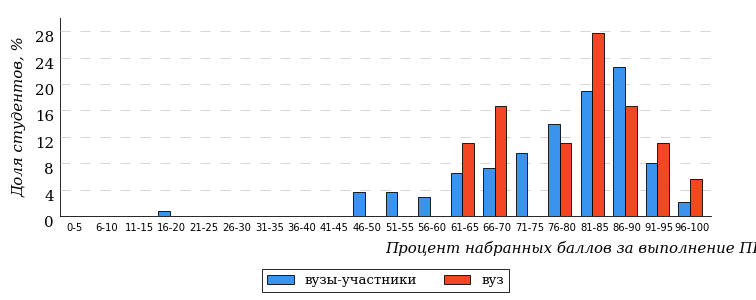 Доля студентов, %
28
24
20
16
12
8
4
0
0-5 6-10 11-15 16-20 21-25 26-30 31-35 36-40 41-45 46-50 51-55 56-60 61-65 66-70 71-75 76-80 81-85 86-90 91-95 96-100
Процент набранных баллов за выполнение
вузы-участники вуз